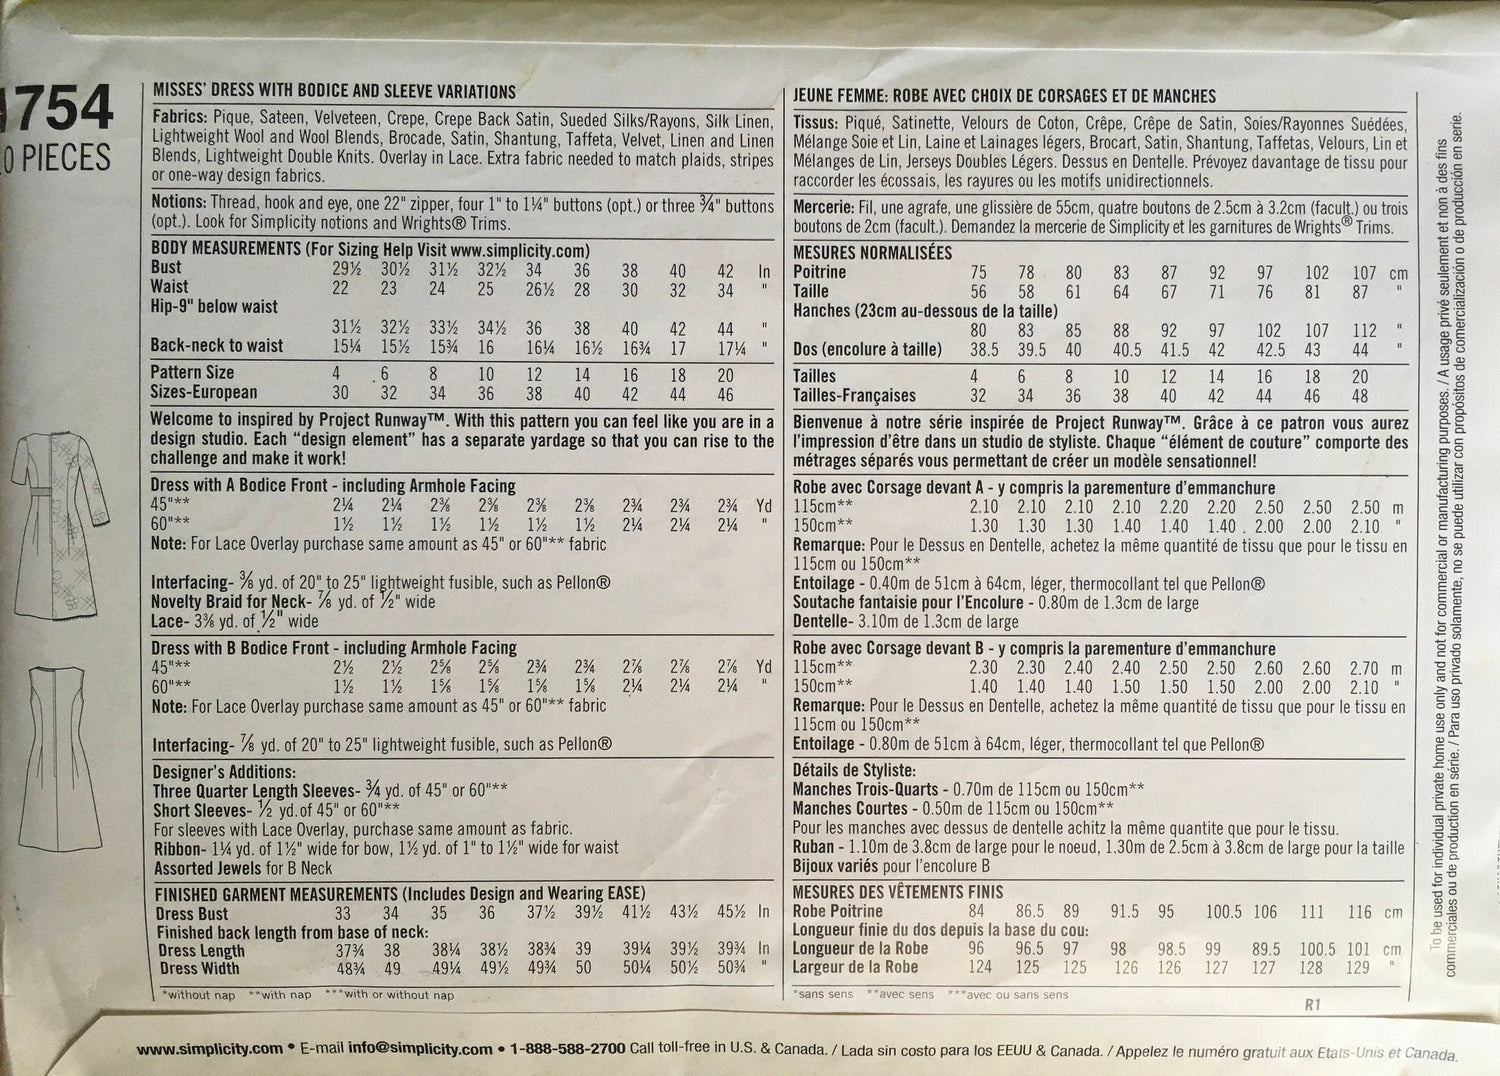 754
0 PIECES
MISSES' DRESS WITH BODICE AND SLEEVE VARIATIONS
Fabrics: Pique, Sateen, Velveteen, Crepe, Crepe Back Satin, Sueded Silks/Rayons, Silk Linen,
Lightweight Wool and Wool Blends, Brocade, Satin, Shantung, Taffeta, Velvet, Linen and Linen
Blends, Lightweight Double Knits. Overlay in Lace. Extra fabric needed to match plaids, stripes
or one-way design fabrics.
Notions: Thread, hook and eye, one 22" zipper, four 1" to 1¼" buttons (opt.) or three ¾" buttons
(opt.). Look for Simplicity notions and Wrights® Trims.
BODY MEASUREMENTS (For Sizing Help Visit www.simplicity.com)
Bust 29½ 30½ 31½ 32½ 34 36 38 40 42 In
Waist 22 23 24 25 26½ 28 30 32 34 "
Hip-9" below waist
31½ 32½ 33½ 34½ 36 38 40 42 44 "
Back-neck to waist 15¼ 15½ 15¾ 16 16¼ 16½ 16¾ 17 17¼ "
Pattern Size 4 6 8 10 12 14 16 18 20
Sizes-European 30 32 34 36 38 40 42 44 46
Welcome to inspired by Project Runway™. With this pattern you can feel like you are in a
design studio. Each "design element" has a separate yardage so that you can rise to the
challenge and make it work!
Dress with A Bodice Front - including Armhole Facing
45"** 2¼ 2¼ 2⅜ 2⅜ 2⅜ 2⅜ 2¾ 2¾ 2¾ Yd
60"** 1½ 1½ 1½ 1½ 1½ 1½ 2¼ 2¼ 2¼ "
Note: For Lace Overlay purchase same amount as 45" or 60"** fabric
Interfacing- ⅜ yd. of 20" to 25" lightweight fusible, such as Pellon®
Novelty Braid for Neck- ⅞ yd. of ½" wide
Lace- 3⅜ yd. of ½" wide
Dress with B Bodice Front - including Armhole Facing
45"** 2½ 2½ 2⅝ 2⅝ 2¾ 2¾ 2⅞ 2⅞ 2⅞ Yd
60"** 1½ 1½ 1⅝ 1⅝ 1⅝ 1⅝ 2¼ 2¼ 2¼ "
Note: For Lace Overlay purchase same amount as 45" or 60"** fabric
Interfacing- ⅞ yd. of 20" to 25" lightweight fusible, such as Pellon®
Designer's Additions:
Three Quarter Length Sleeves- ¾ yd. of 45" or 60"**
Short Sleeves- ½ yd. of 45" or 60"**
For sleeves with Lace Overlay, purchase same amount as fabric.
Ribbon- 1¼ yd. of 1½" wide for bow, 1½ yd. of 1" to 1½" wide for waist
Assorted Jewels for B Neck
FINISHED GARMENT MEASUREMENTS (Includes Design and Wearing EASE)
Dress Bust 33 34 35 36 37½ 39½ 41½ 43½ 45½ In
Finished back length from base of neck:
Dress Length 37¾ 38 38¼ 38½ 38¾ 39 39¼ 39½ 39¾ In
Dress Width 48¾ 49 49¼ 49½ 49¾ 50 50¼ 50½ 50¾ "
*without nap **with nap ***with or without nap
JEUNE FEMME: ROBE AVEC CHOIX DE CORSAGES ET DE MANCHES
Tissus: Piqué, Satinette, Velours de Coton, Crêpe, Crêpe de Satin, Soies/Rayonnes Suédées,
Mélange Soie et Lin, Laine et Lainages légers, Brocart, Satin, Shantung, Taffetas, Velours, Lin et
Mélanges de Lin, Jerseys Doubles Légers. Dessus en Dentelle. Prévoyez davantage de tissu pour
raccorder les écossais, les rayures ou les motifs unidirectionnels.
Mercerie: Fil, une agrafe, une glissière de 55cm, quatre boutons de 2.5cm à 3.2cm (facult.) ou trois
boutons de 2cm (facult.). Demandez la mercerie de Simplicity et les garnitures de Wrights® Trims.
MESURES NORMALISÉES
Poitrine 75 78 80 83 87 92 97 102 107 cm
Taille 56 58 61 64 67 71 76 81 87 "
Hanches (23cm au-dessous de la taille)
80 83 85 88 92 97 102 107 112 "
Dos (encolure à taille) 38.5 39.5 40 40.5 41.5 42 42.5 43 44 "
Tailles 4 6 8 10 12 14 16 18 20
Tailles-Françaises 32 34 36 38 40 42 44 46 48
Bienvenue à notre série inspirée de Project Runway™. Grâce à ce patron vous aurez
l'impression d'être dans un studio de styliste. Chaque "élément de couture" comporte des
métrages séparés vous permettant de créer un modèle sensationnel!
Robe avec Corsage devant A - y compris la parementure d'emmanchure
115cm** 2.10 2.10 2.10 2.10 2.20 2.20 2.50 2.50 2.50 m
150cm** 1.30 1.30 1.30 1.40 1.40 1.40 2.00 2.00 2.10 "
Remarque: Pour le Dessus en Dentelle, achetez la même quantité de tissu que pour le tissu en
115cm ou 150cm**
Entoilage - 0.40m de 51cm à 64cm, léger, thermocollant tel que Pellon®
Soutache fantaisie pour l'Encolure - 0.80m de 1.3cm de large
Dentelle- 3.10m de 1.3cm de large
Robe avec Corsage devant B - y compris la parementure d'emmanchure
115cm** 2.30 2.30 2.40 2.40 2.50 2.50 2.60 2.60 2.70 m
150cm** 1.40 1.40 1.40 1.50 1.50 1.50 2.00 2.00 2.10 "
Remarque: Pour le Dessus en Dentelle, achetez la même quantité de tissu que pour le tissu en
115cm ou 150cm**
Entoilage - 0.80m de 51cm à 64cm, léger, thermocollant tel que Pellon®
Détails de Styliste:
Manches Trois-Quarts - 0.70m de 115cm ou 150cm**
Manches Courtes - 0.50m de 115cm ou 150cm**
Pour les manches avec dessus de dentelle achitz la même quantite que pour le tissu.
Ruban - 1.10m de 3.8cm de large pour le noeud, 1.30m de 2.5cm à 3.8cm de large pour la taille
Bijoux variés pour l'encolure B
MESURES DES VÊTEMENTS FINIS
Robe Poitrine 84 86.5 89 91.5 95 100.5 106 111 116 cm
Longueur finie du dos depuis la base du cou:
Longueur de la Robe 96 96.5 97 98 98.5 99 89.5 100.5 101 cm
Largeur de la Robe 124 125 125 126 126 127 127 128 129 "
*sans sens **avec sens ***avec ou sans sens
R1
To be used for individual private home use only and not for commercial or manufacturing purposes. / A usage privé seulement et non à des fins
commerciales ou de production en série. / Para uso privado solamente, no se puede utilizar con propósitos de comercialización o de producción en serie.
www.simplicity.com • E-mail info@simplicity.com • 1-888-588-2700 Call toll-free in U.S. & Canada. / Lada sin costo para los EEUU & Canada. / Appelez le numéro gratuit aux Etats-Unis et Canada.